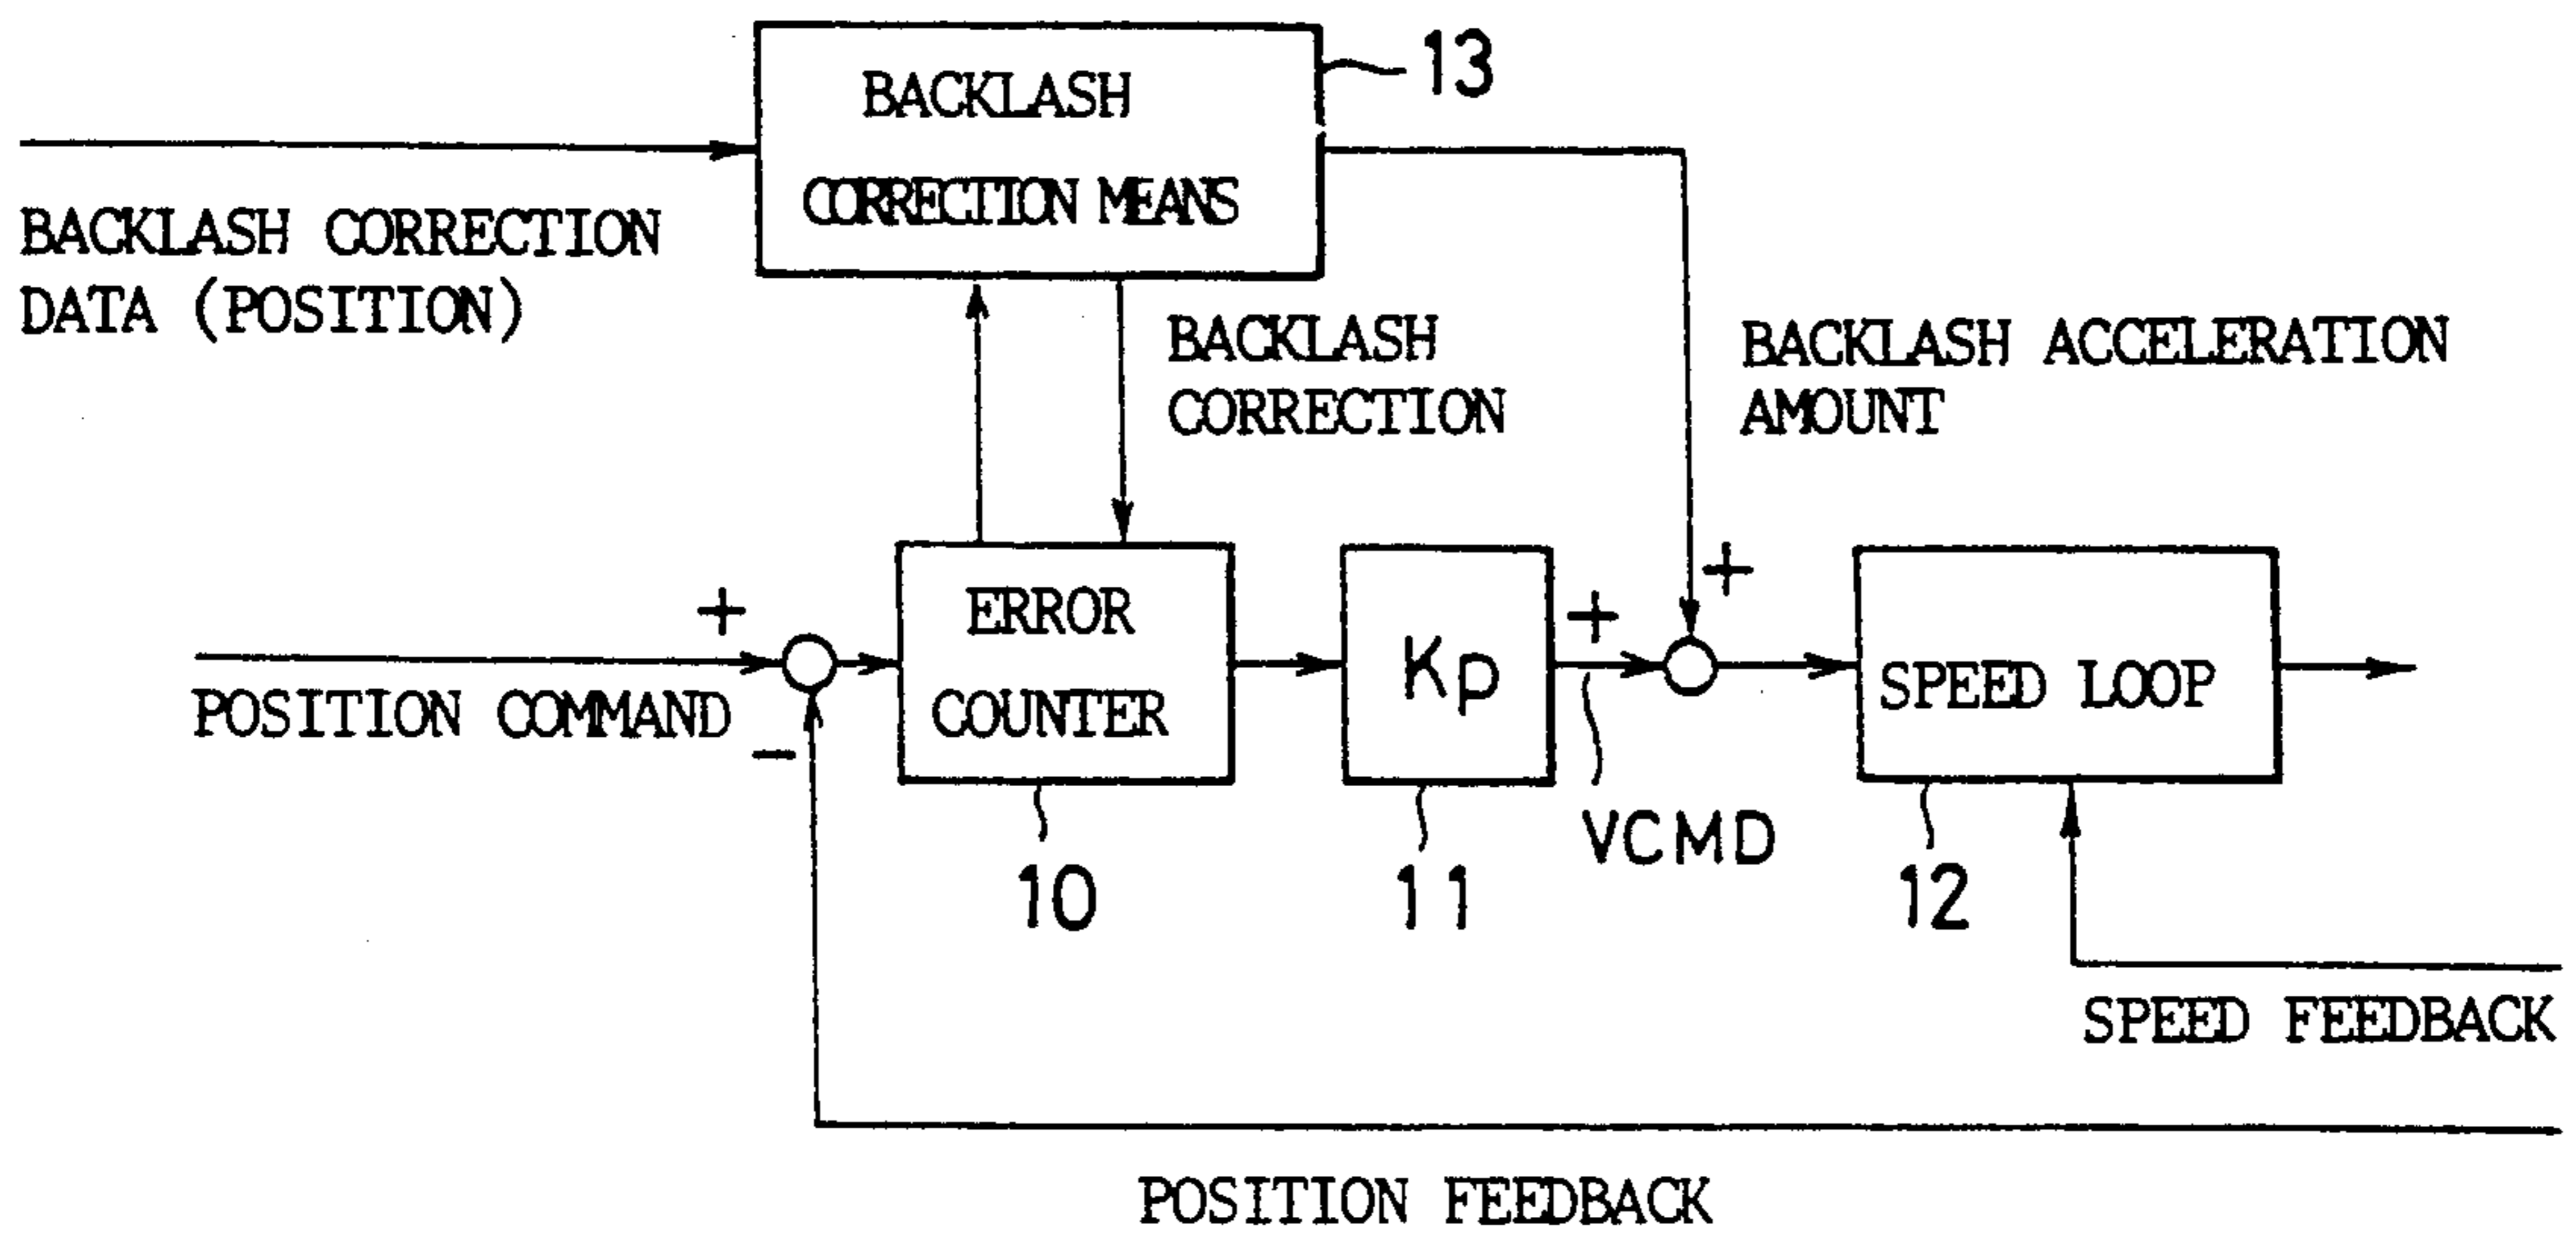 13
BACKLASH
CORRECTION MEANS
BACKLASH CORRECTION
DATA (POSITION)
BACKLASH
CORRECTION
BACKLASH ACCELERATION
AMOUNT
+
+
+
ERROR
COUNTER
Kp
SPEED LOOP
POSITION COMMAND
−
VCMD
10
11
12
SPEED FEEDBACK
POSITION FEEDBACK